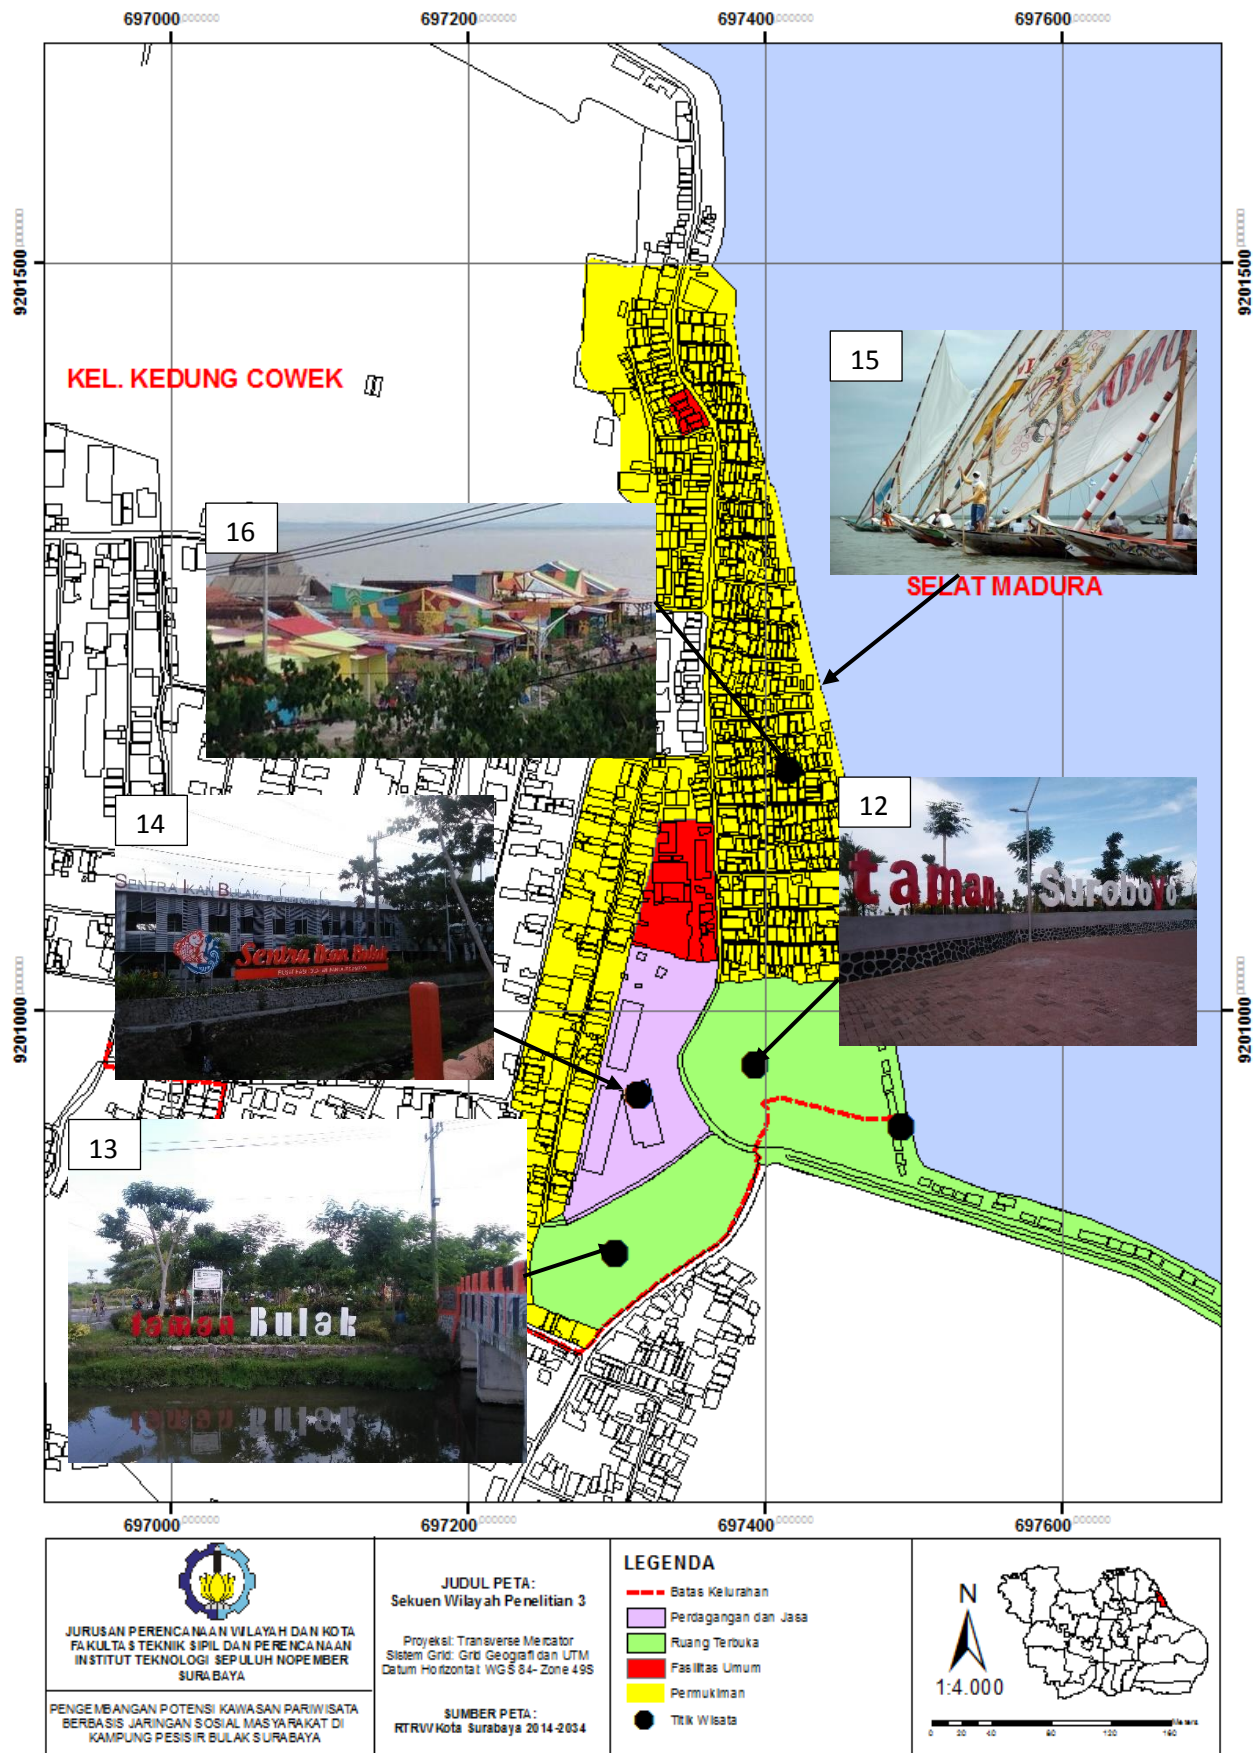 697000
697200
697400
697600
9201500
9201500
KEL. KEDUNG COWEK
15
SELAT MADURA
16
14
SENTRA IKAN BULAK
Sentra Ikan Bulak
12
taman
Suroboyo
9201000
9201000
13
taman Bulak
697000
697200
697400
697600
JURUSAN PERENCANAAN WILAYAH DAN KOTA
FAKULTAS TEKNIK SIPIL DAN PERENCANAAN
INSTITUT TEKNOLOGI SEPULUH NOPEMBER
SURABAYA
PENGEMBANGAN POTENSI KAWASAN PARIWISATA
BERBASIS JARINGAN SOSIAL MASYARAKAT DI
KAMPUNG PESISIR BULAK SURABAYA
JUDUL PETA:
Sekuen Wilayah Penelitian 3
Proyeksi: Transverse Mercator
Sistem Grid: Grid Geografi dan UTM
Datum Horizontal: WGS 84- Zone 49S
SUMBER PETA:
RTRW Kota Surabaya 2014-2034
LEGENDA
Batas Kelurahan
Perdagangan dan Jasa
Ruang Terbuka
Fasilitas Umum
Permukiman
Titik Wisata
N
1:4.000
0 20 40 80 120 160 Meters